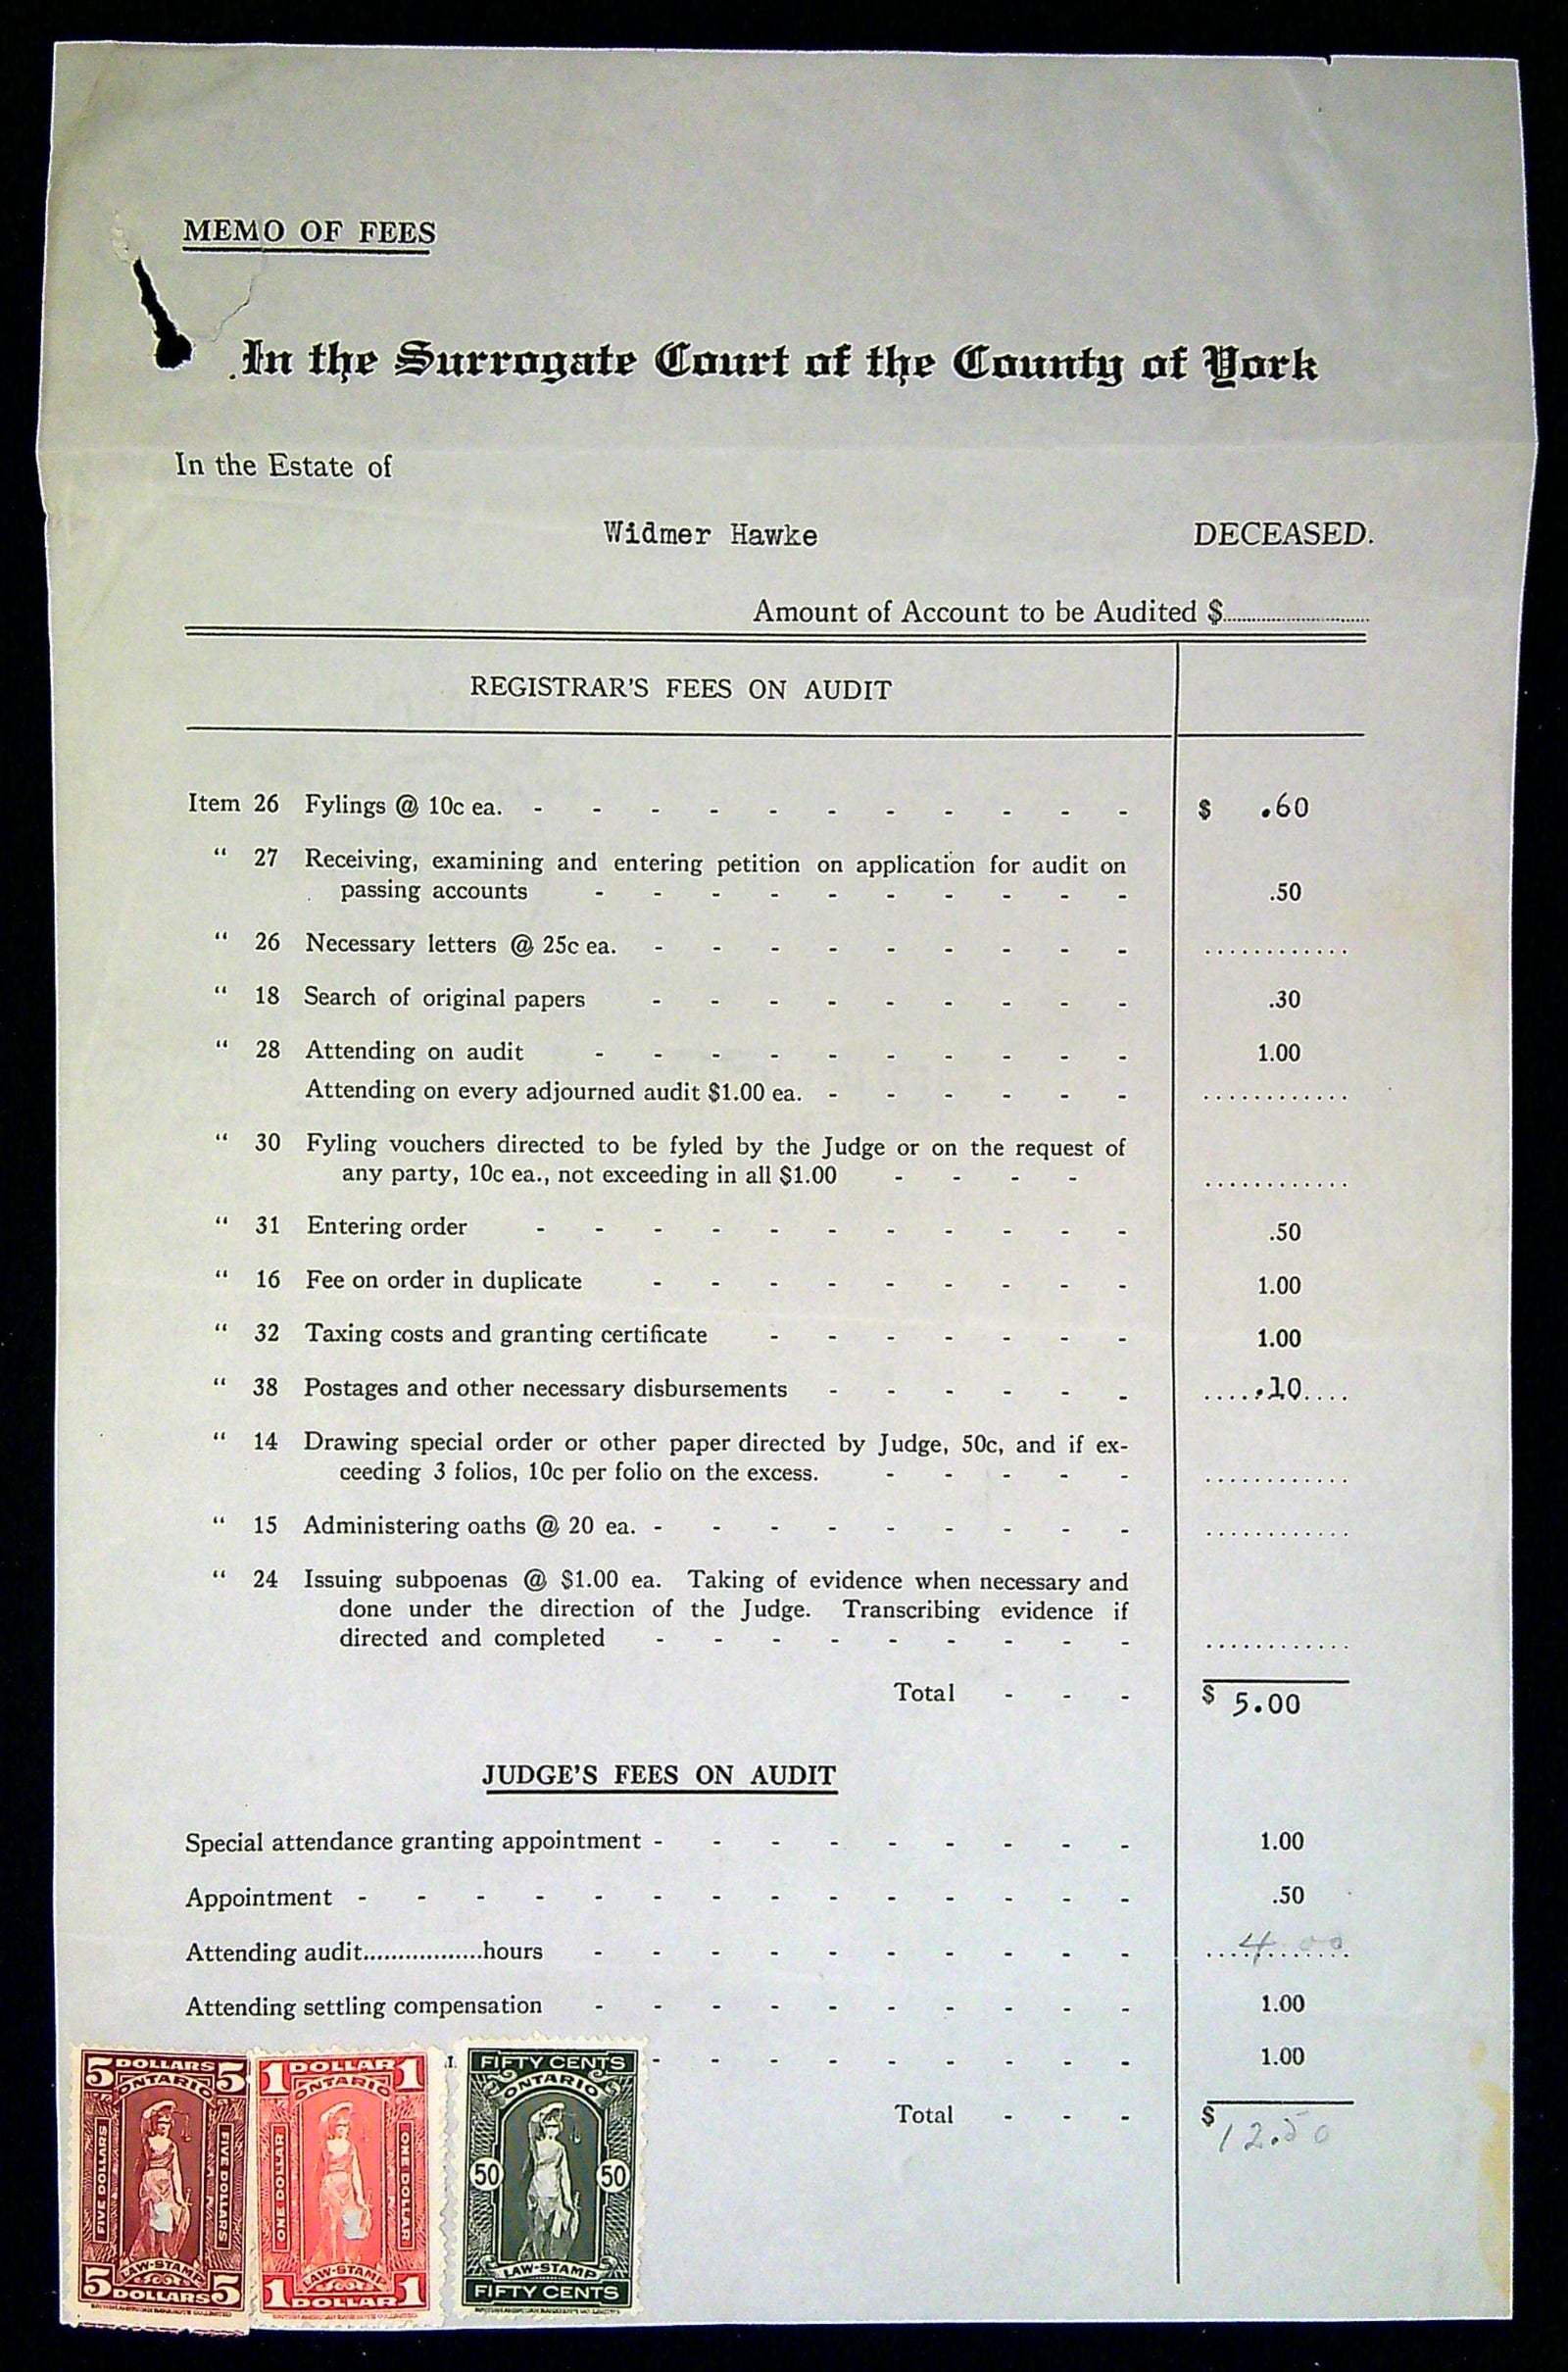 MEMO OF FEES
In the Surrogate Court of the County of York
In the Estate of
Widmer Hawke DECEASED.
Amount of Account to be Audited $
REGISTRAR'S FEES ON AUDIT
Item 26 Fylings @ 10c ea. - - - - - - - - - - - $ .60
" 27 Receiving, examining and entering petition on application for audit on
passing accounts - - - - - - - - - - .50
" 26 Necessary letters @ 25c ea. - - - - - - - - - ............
" 18 Search of original papers - - - - - - - - - .30
" 28 Attending on audit - - - - - - - - - - 1.00
Attending on every adjourned audit $1.00 ea. - - - - - - ............
" 30 Fyling vouchers directed to be fyled by the Judge or on the request of
any party, 10c ea., not exceeding in all $1.00 - - - - ............
" 31 Entering order - - - - - - - - - - - .50
" 16 Fee on order in duplicate - - - - - - - - - 1.00
" 32 Taxing costs and granting certificate - - - - - - - 1.00
" 38 Postages and other necessary disbursements - - - - - - .....10....
" 14 Drawing special order or other paper directed by Judge, 50c, and if ex-
ceeding 3 folios, 10c per folio on the excess. - - - - - ............
" 15 Administering oaths @ 20 ea. - - - - - - - - - ............
" 24 Issuing subpoenas @ $1.00 ea. Taking of evidence when necessary and
done under the direction of the Judge. Transcribing evidence if
directed and completed - - - - - - - - - ............
Total - - - $ 5.00
JUDGE'S FEES ON AUDIT
Special attendance granting appointment - - - - - - - - - 1.00
Appointment - - - - - - - - - - - - - - .50
Attending audit.................hours - - - - - - - - - - 4.00
Attending settling compensation - - - - - - - - - - 1.00
- - - - - - - - - 1.00
Total - - - $ 12.50
5 DOLLARS 5
ONTARIO
FIVE DOLLARS
FIVE DOLLARS
LAW-STAMP
5 DOLLARS 5
1 DOLLAR 1
ONTARIO
ONE DOLLAR
ONE DOLLAR
LAW-STAMP
1 DOLLAR 1
FIFTY CENTS
ONTARIO
50 50
LAW-STAMP
FIFTY CENTS